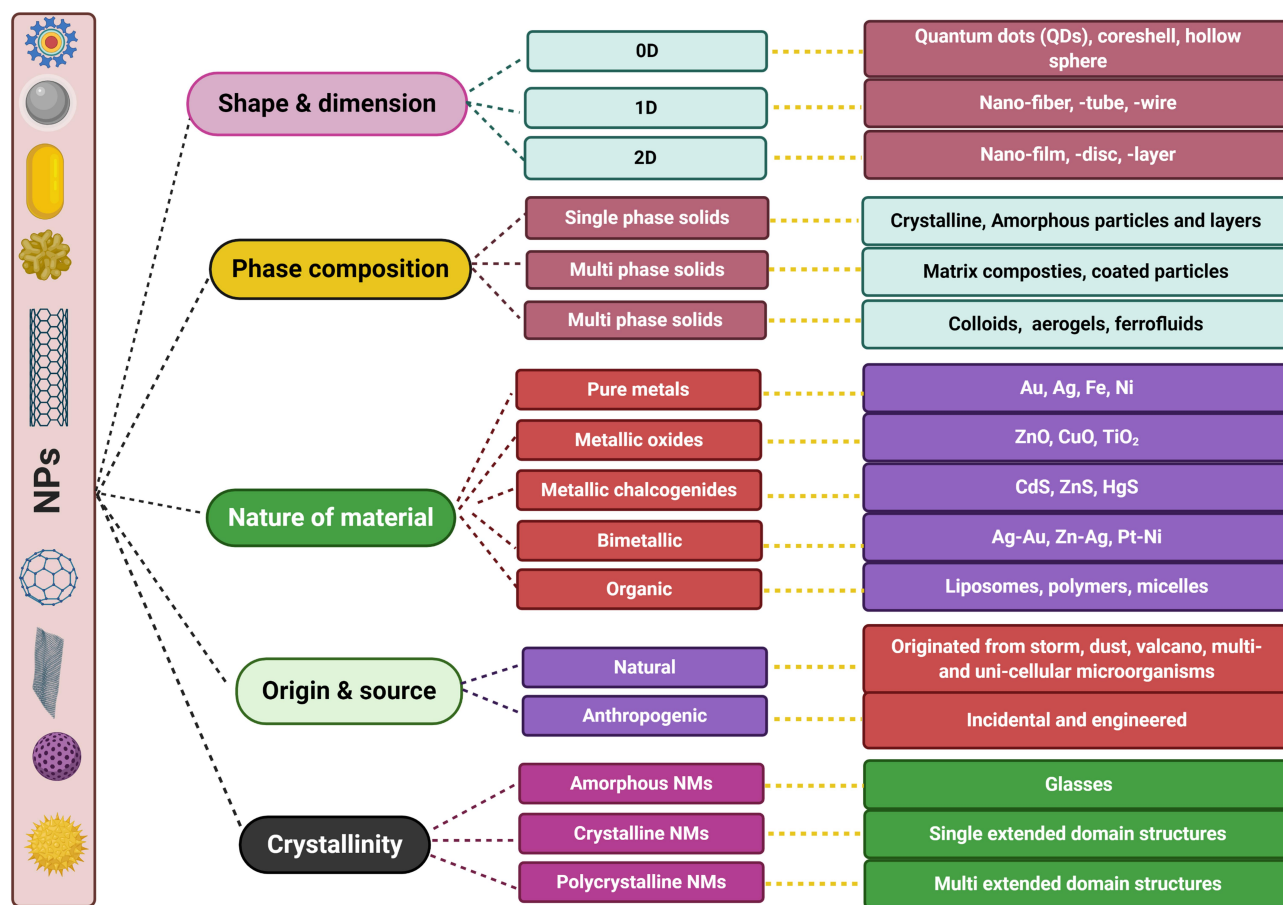 NPs
Shape & dimension
0D
Quantum dots (QDs), coreshell, hollow
sphere
1D
Nano-fiber, -tube, -wire
2D
Nano-film, -disc, -layer
Phase composition
Single phase solids
Crystalline, Amorphous particles and layers
Multi phase solids
Matrix composties, coated particles
Multi phase solids
Colloids, aerogels, ferrofluids
Nature of material
Pure metals
Au, Ag, Fe, Ni
Metallic oxides
ZnO, CuO, TiO₂
Metallic chalcogenides
CdS, ZnS, HgS
Bimetallic
Ag-Au, Zn-Ag, Pt-Ni
Organic
Liposomes, polymers, micelles
Origin & source
Natural
Originated from storm, dust, valcano, multi-
and uni-cellular microorganisms
Anthropogenic
Incidental and engineered
Crystallinity
Amorphous NMs
Glasses
Crystalline NMs
Single extended domain structures
Polycrystalline NMs
Multi extended domain structures